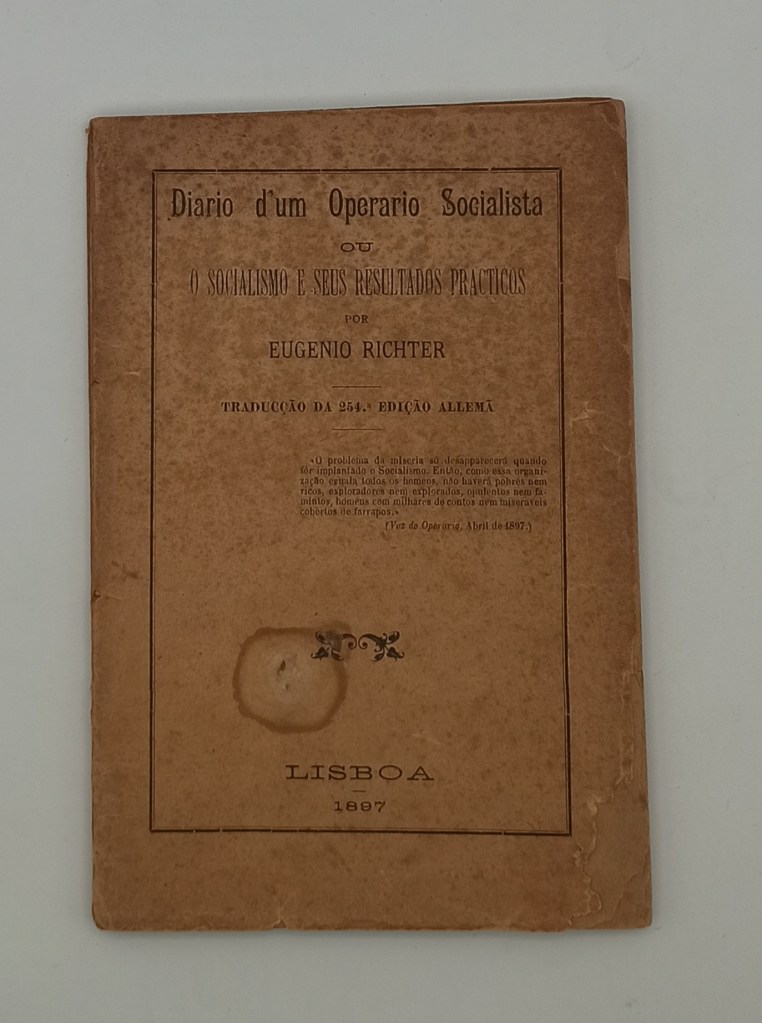 Diario d'um Operario Socialista
OU
O SOCIALISMO E SEUS RESULTADOS PRACTICOS
POR
EUGENIO RICHTER
TRADUCÇÃO DA 254.ª EDIÇÃO ALLEMÃ
«O problema da miseria só desapparecerá quando
fôr implantado o Socialismo. Então, como essa organi-
zação eguala todos os homens, não haverá pobres nem
ricos, exploradores nem explorados, opulentos nem fa-
mintos, homens com milhares de contos nem miseraveis
cobertos de farrapos.»
(Voz do Operario, Abril de 1897.)
LISBOA
1897